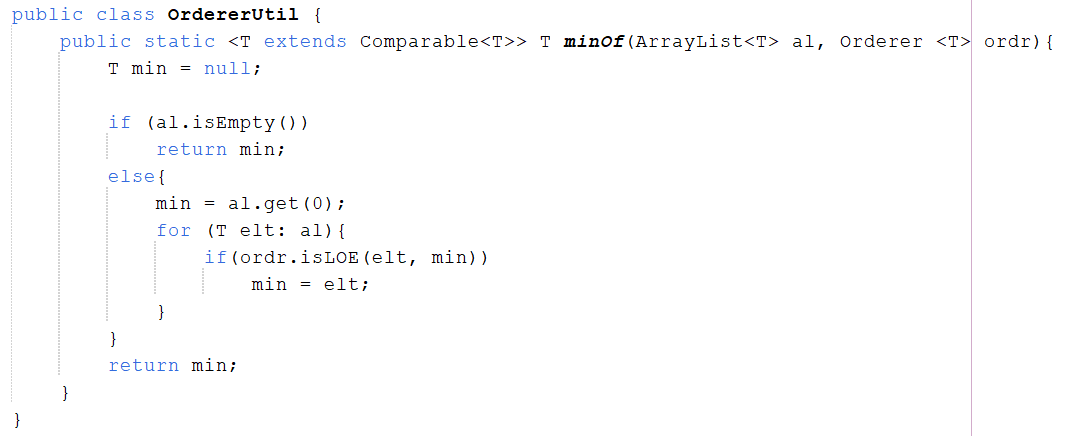 public class OrdererUtil {
    public static <T extends Comparable<T>> T minOf(ArrayList<T> al, Orderer <T> ordr){
        T min = null;

        if (al.isEmpty())
            return min;
        else{
            min = al.get(0);
            for (T elt: al){
                if(ordr.isLOE(elt, min))
                    min = elt;
            }
        }
        return min;
    }
}